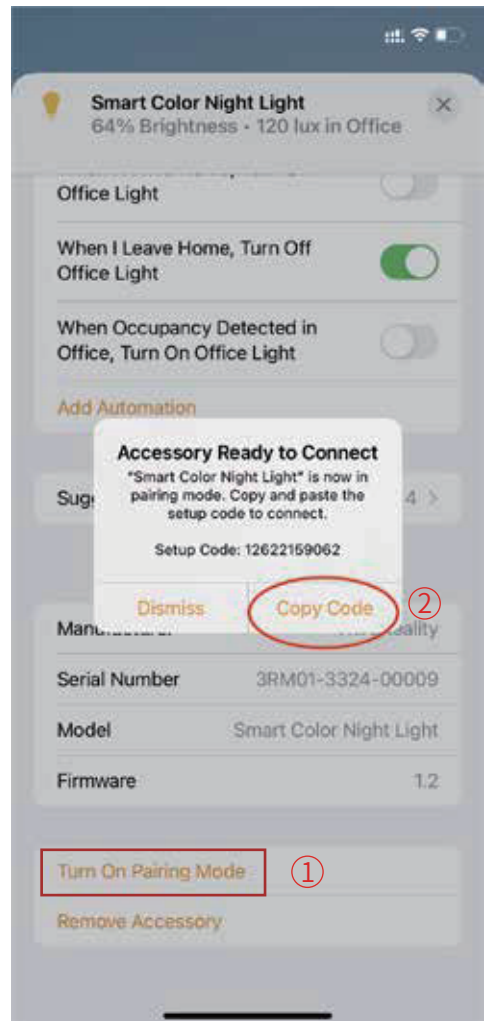 Smart Color Night Light
64% Brightness • 120 lux in Office
Office Light
When I Leave Home, Turn Off
Office Light
When Occupancy Detected in
Office, Turn On Office Light
Add Automation
Accessory Ready to Connect
"Smart Color Night Light" is now in
pairing mode. Copy and paste the
setup code to connect.
Sugg
4 >
Setup Code: 12622159062
Dismiss
Copy Code
②
Serial Number
3RM01-3324-00009
Model
Smart Color Night Light
Firmware
1.2
Turn On Pairing Mode
①
Remove Accessory